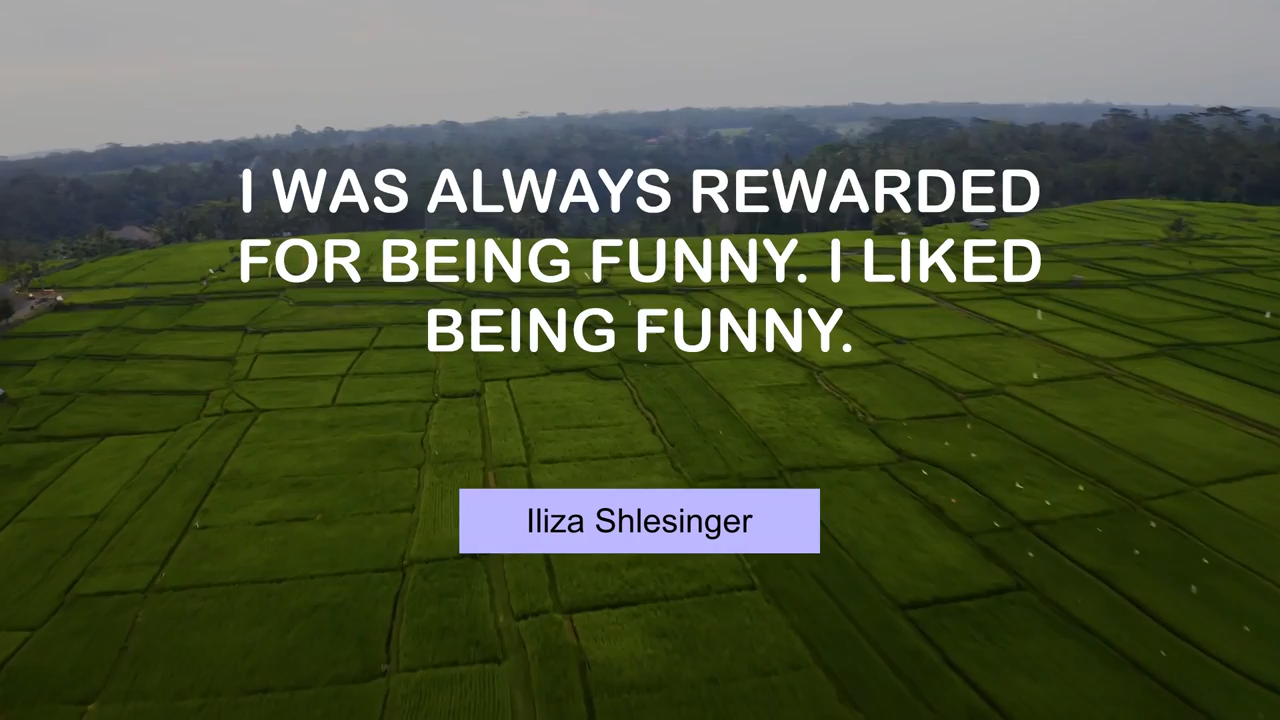 I WAS ALWAYS REWARDED
FOR BEING FUNNY. I LIKED
BEING FUNNY.
Iliza Shlesinger